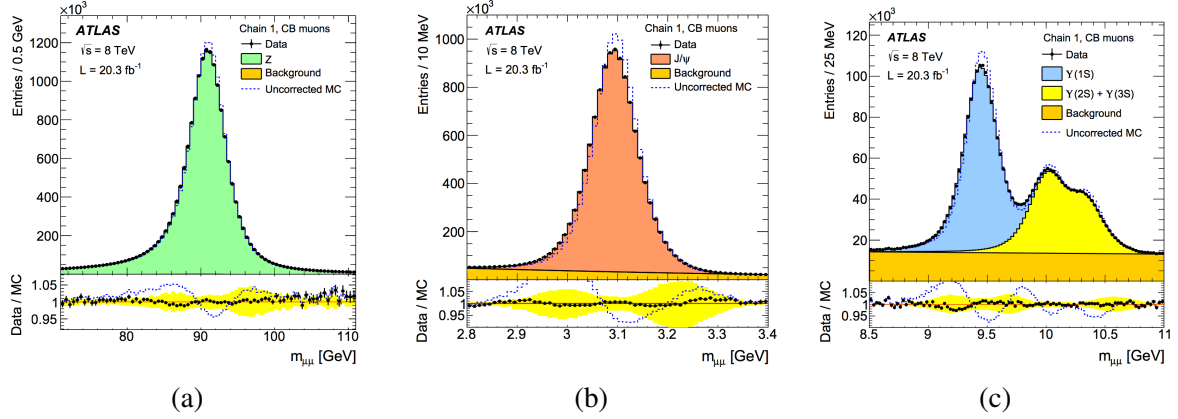 ×10³
Entries / 0.5 GeV
1200
1000
800
600
400
200
ATLAS
√s = 8 TeV
L = 20.3 fb⁻¹
Chain 1, CB muons
Data
Z
Background
Uncorrected MC
Data / MC
1.05
1
0.95
80
90
100
110
mμμ [GeV]
(a)
×10³
Entries / 10 MeV
1000
800
600
400
200
ATLAS
√s = 8 TeV
L = 20.3 fb⁻¹
Chain 1, CB muons
Data
J/ψ
Background
Uncorrected MC
Data / MC
1.05
1
0.95
2.8
2.9
3
3.1
3.2
3.3
3.4
mμμ [GeV]
(b)
×10³
Entries / 25 MeV
140
120
100
80
60
40
20
ATLAS
√s = 8 TeV
L = 20.3 fb⁻¹
Chain 1, CB muons
Data
Υ(1S)
Υ(2S) + Υ(3S)
Background
Uncorrected MC
Data / MC
1.05
1
0.95
8.5
9
9.5
10
10.5
11
mμμ [GeV]
(c)